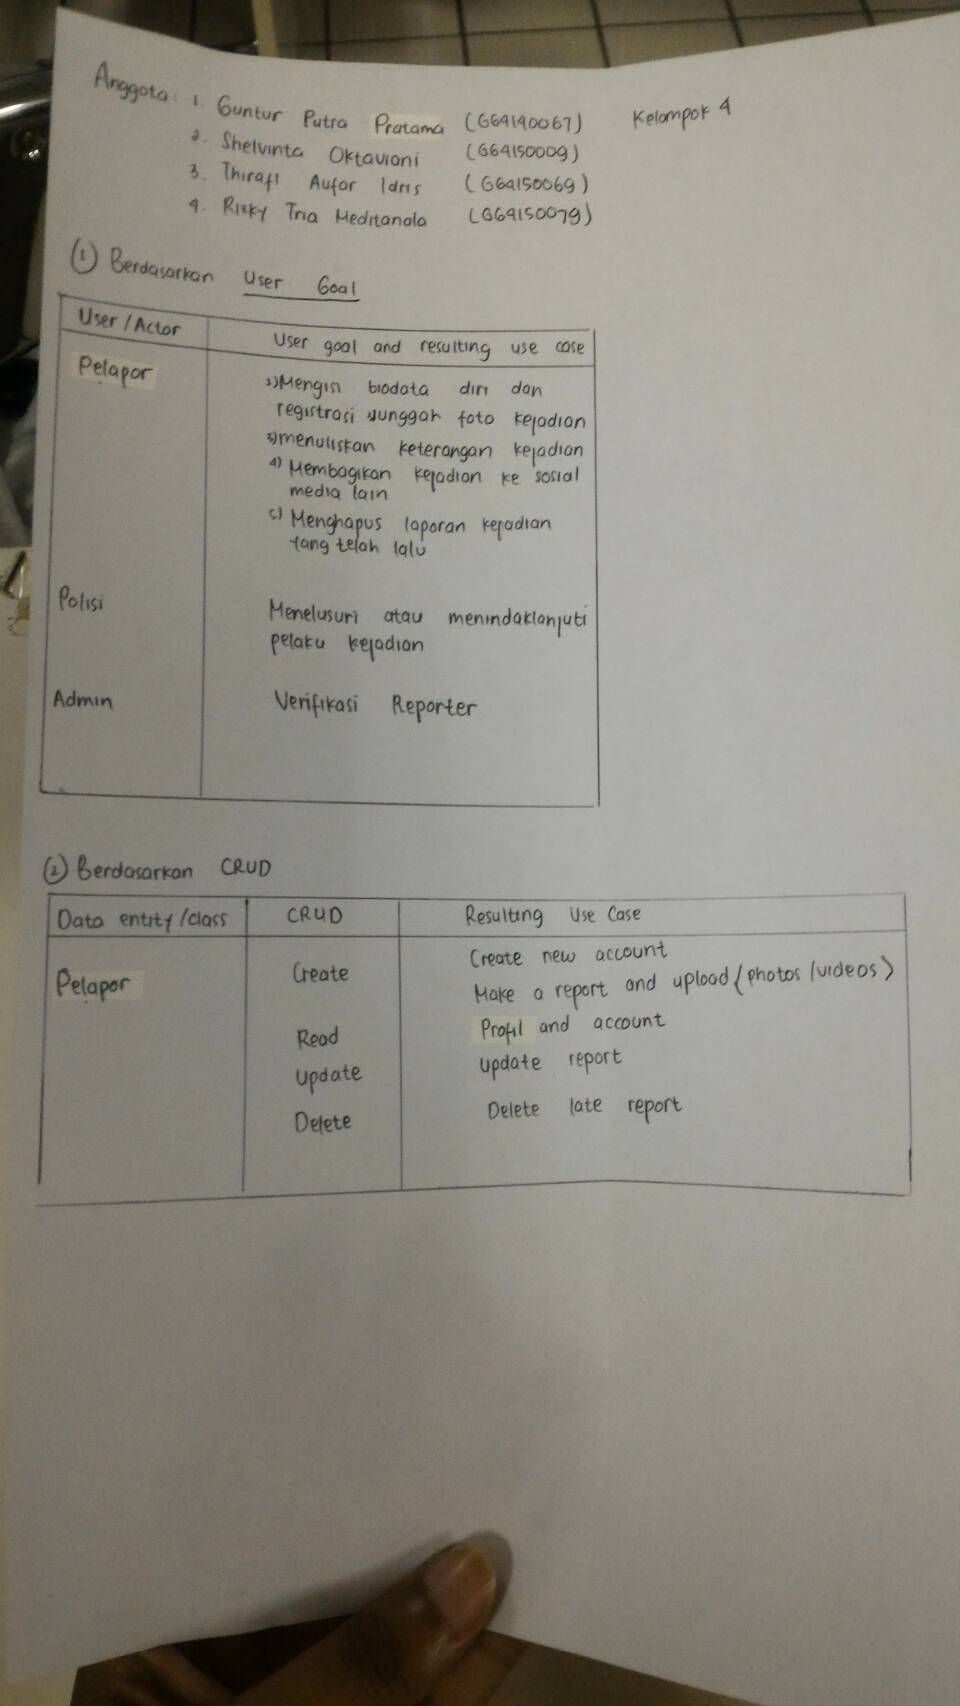 Anggota : 1. Guntur Putra Pratama (G64140067) Kelompok 4
2. Shelvinta Oktaviani (G64150009)
3. Thirafi Aufar Idris (G64150069)
4. Rizky Tria Meditanala (G64150079)
① Berdasarkan User Goal
User / Actor User goal and resulting use case
Pelapor 1) Mengisi biodata diri dan
registrasi unggah foto kejadian
3) menuliskan keterangan kejadian
4) Membagikan kejadian ke sosial
media lain
5) Menghapus laporan kejadian
yang telah lalu
Polisi Menelusuri atau menindaklanjuti
pelaku kejadian
Admin Verifikasi Reporter
② Berdasarkan CRUD
Data entity / class CRUD Resulting Use Case
Pelapor Create Create new account
Make a report and upload (photos / videos)
Read Profil and account
Update Update report
Delete Delete late report